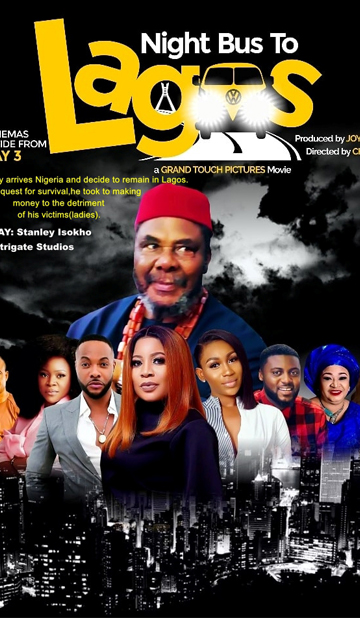 Night Bus To
Lagos
NEMAS
IDE FROM
AY 3
Produced by JOY
Directed by C
a GRAND TOUCH PICTURES Movie
y arrives Nigeria and decide to remain in Lagos.
quest for survival,he took to making
money to the detriment
of his victims(ladies).
AY: Stanley Isokho
trigate Studios